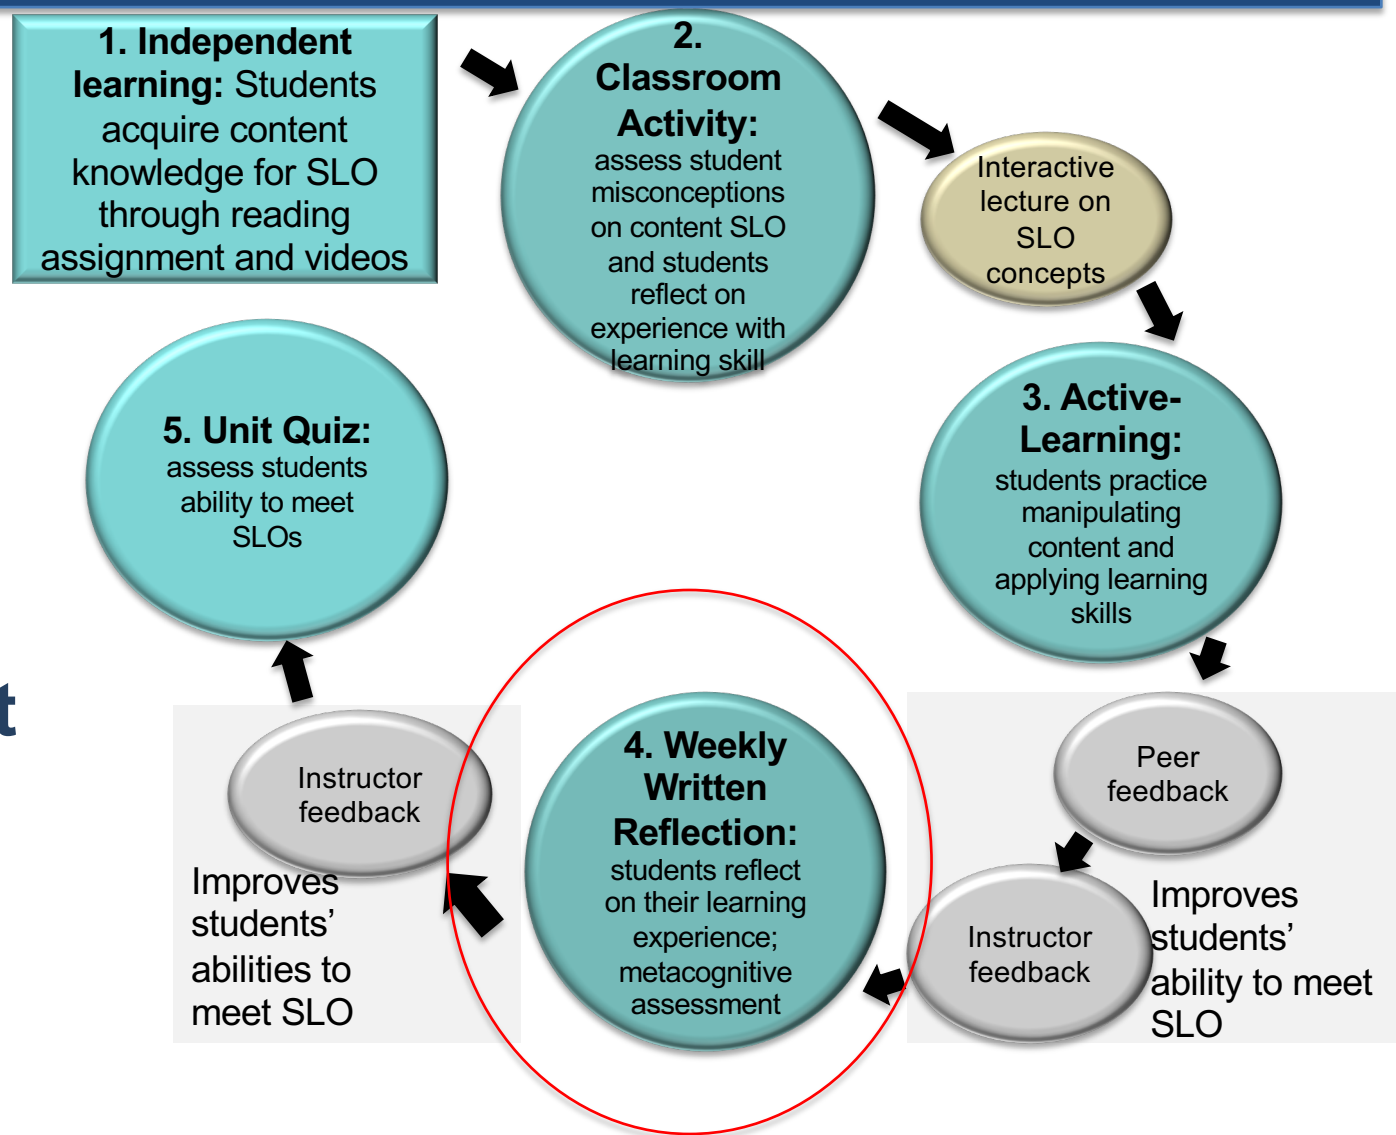 1. Independent
learning: Students
acquire content
knowledge for SLO
through reading
assignment and videos
2.
Classroom
Activity:
assess student
misconceptions
on content SLO
and students
reflect on
experience with
learning skill
Interactive
lecture on
SLO
concepts
3. Active-
Learning:
students practice
manipulating
content and
applying learning
skills
Peer
feedback
Instructor
feedback
Improves
students’
ability to meet
SLO
4. Weekly
Written
Reflection:
students reflect
on their learning
experience;
metacognitive
assessment
Instructor
feedback
Improves
students’
abilities to
meet SLO
5. Unit Quiz:
assess students
ability to meet
SLOs
t